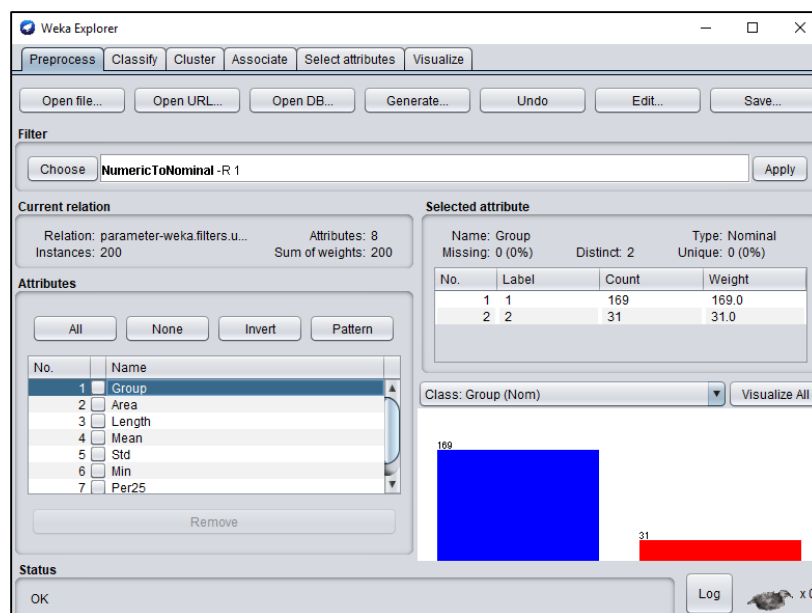 Weka Explorer
Preprocess Classify Cluster Associate Select attributes Visualize
Open file... Open URL... Open DB... Generate... Undo Edit... Save...
Filter
Choose NumericToNominal -R 1 Apply
Current relation
Relation: parameter-weka.filters.u... Attributes: 8
Instances: 200 Sum of weights: 200
Attributes
All None Invert Pattern
No. Name
1 Group
2 Area
3 Length
4 Mean
5 Std
6 Min
7 Per25
Remove
Selected attribute
Name: Group Type: Nominal
Missing: 0 (0%) Distinct: 2 Unique: 0 (0%)
No. Label Count Weight
1 1 169 169.0
2 2 31 31.0
Class: Group (Nom) Visualize All
169
31
Status
OK
Log